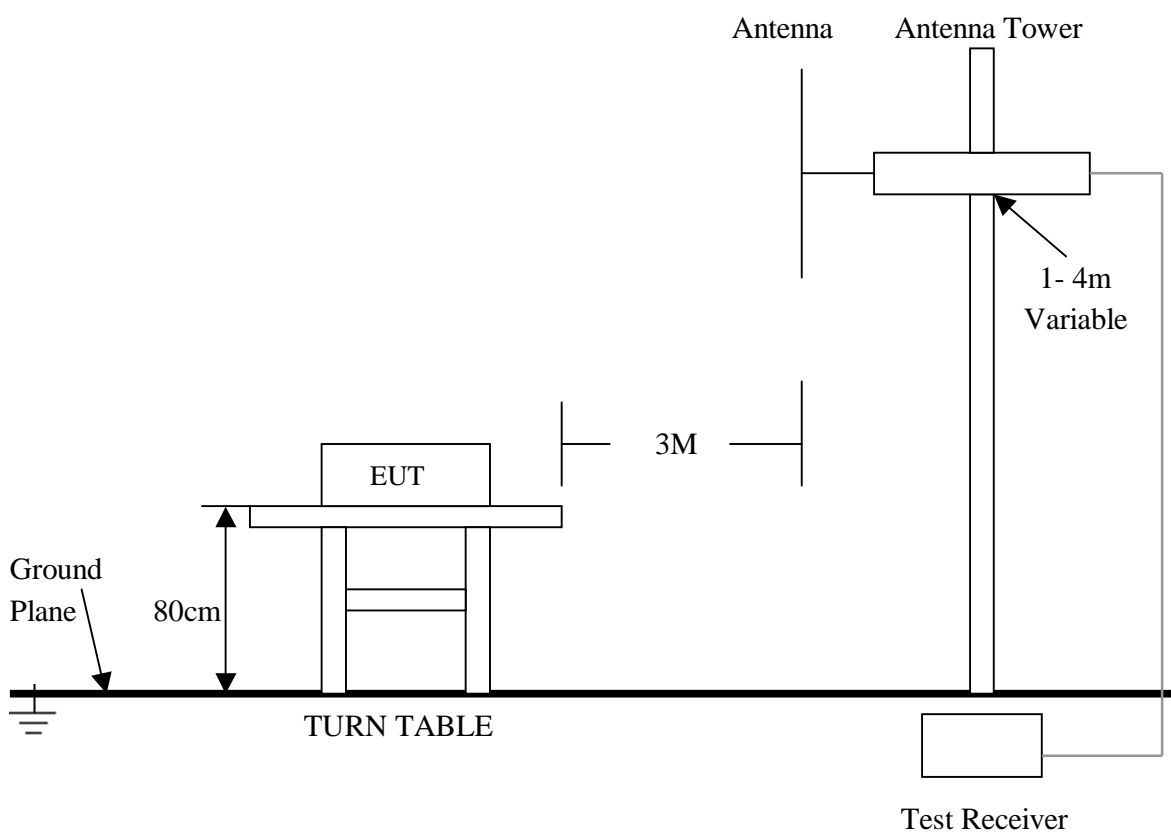 Antenna
Antenna Tower
1- 4m
Variable
3M
EUT
Ground
Plane
80cm
TURN TABLE
Test Receiver